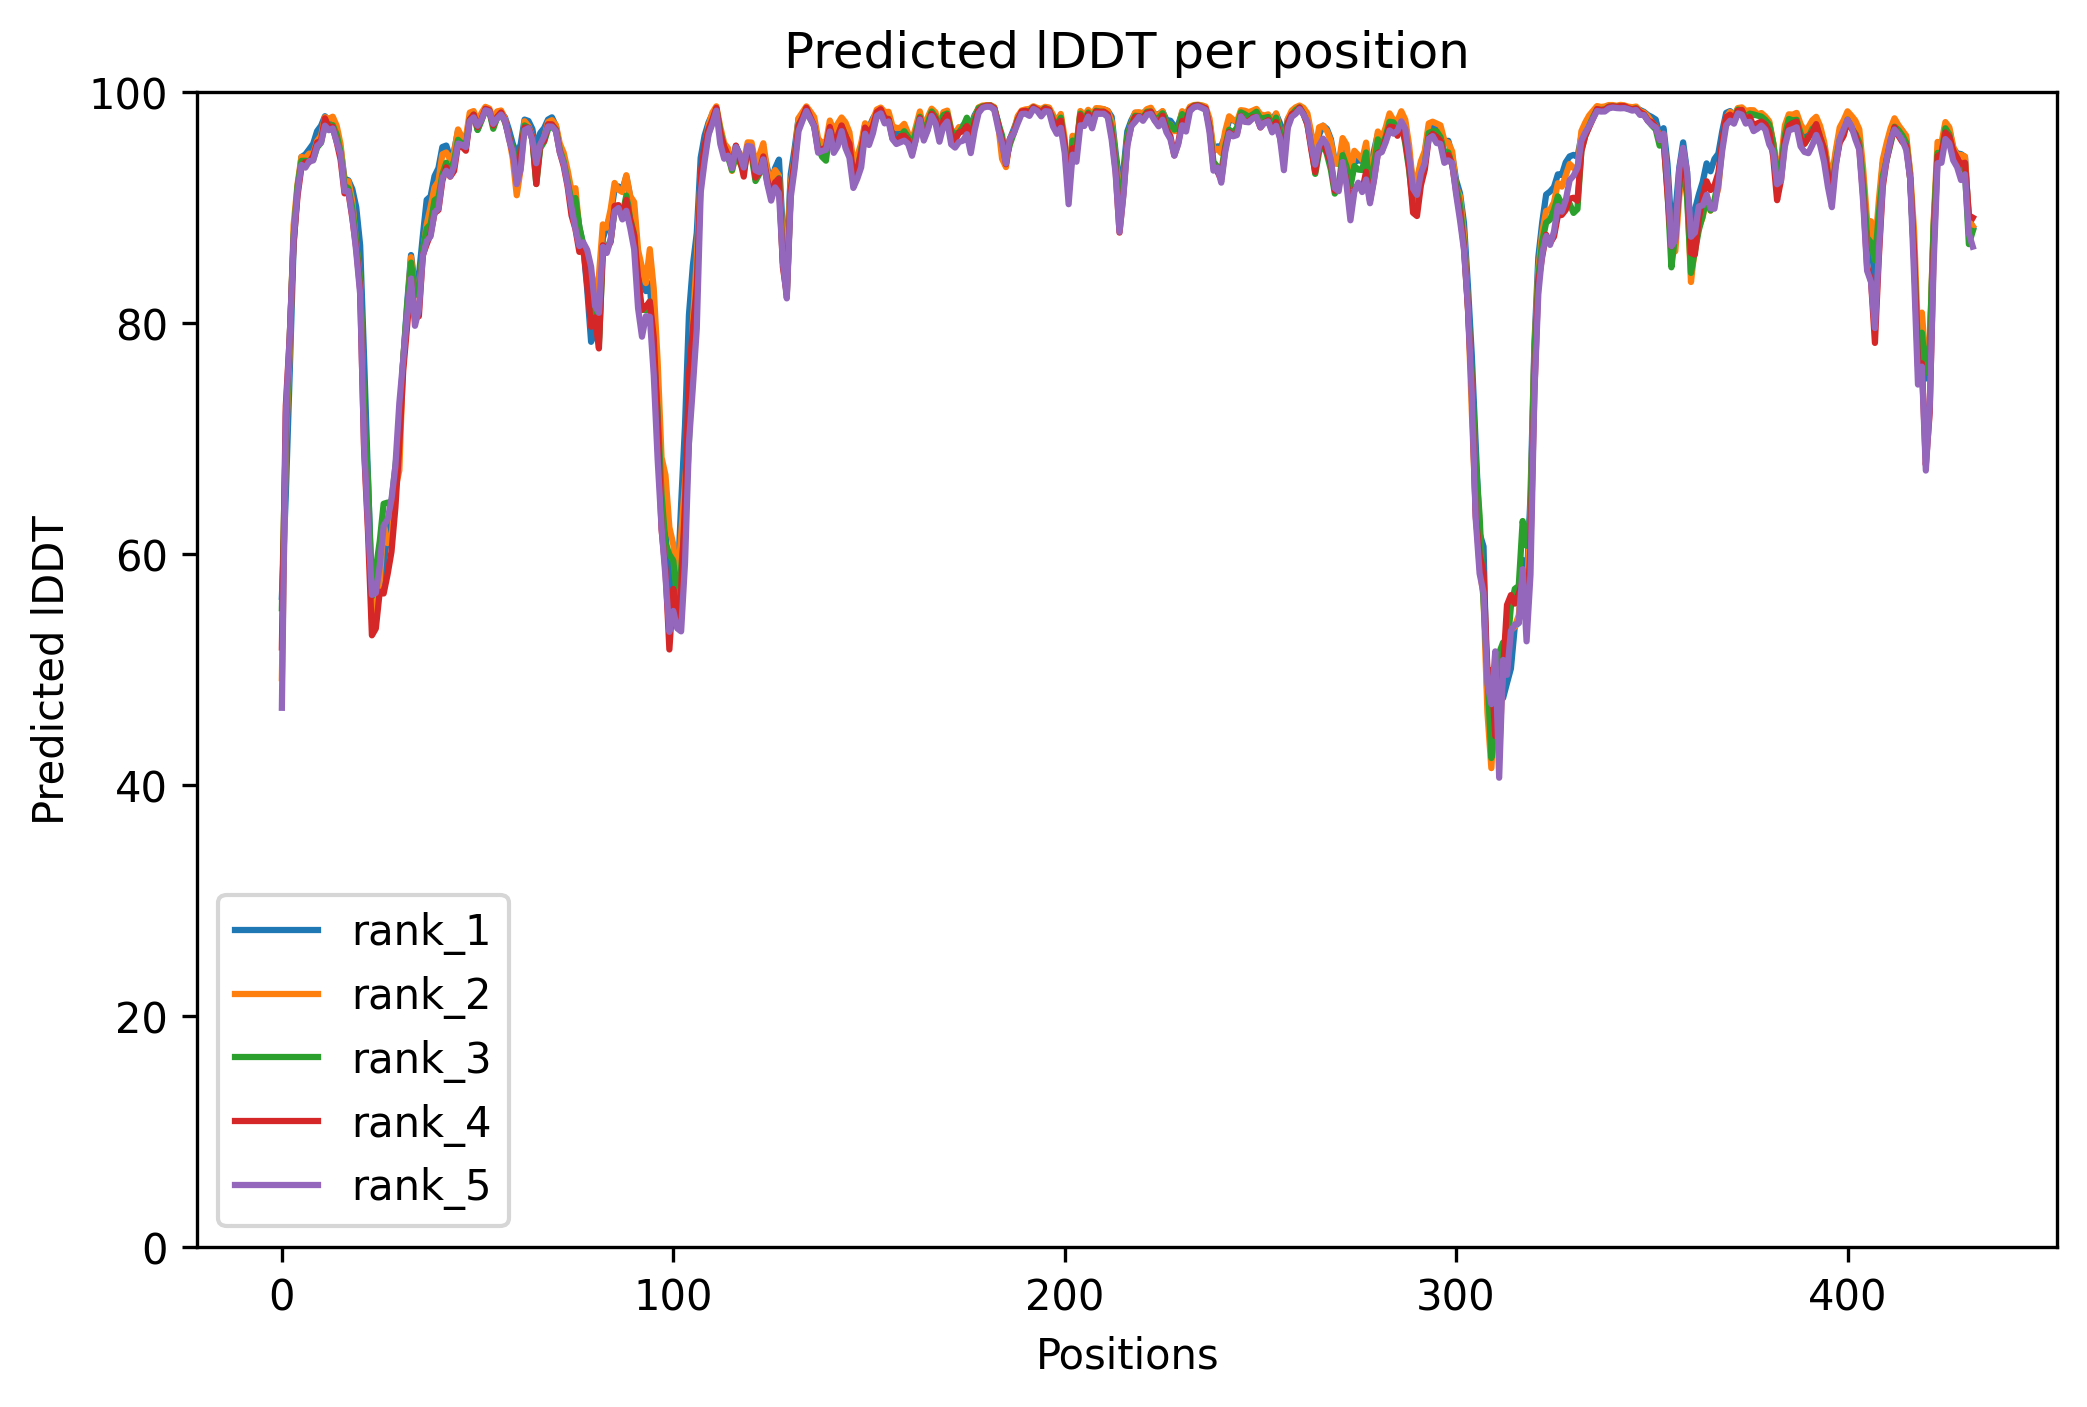 Predicted lDDT per position
100
80
60
40
20
0
Predicted lDDT
rank_1
rank_2
rank_3
rank_4
rank_5
0 100 200 300 400
Positions